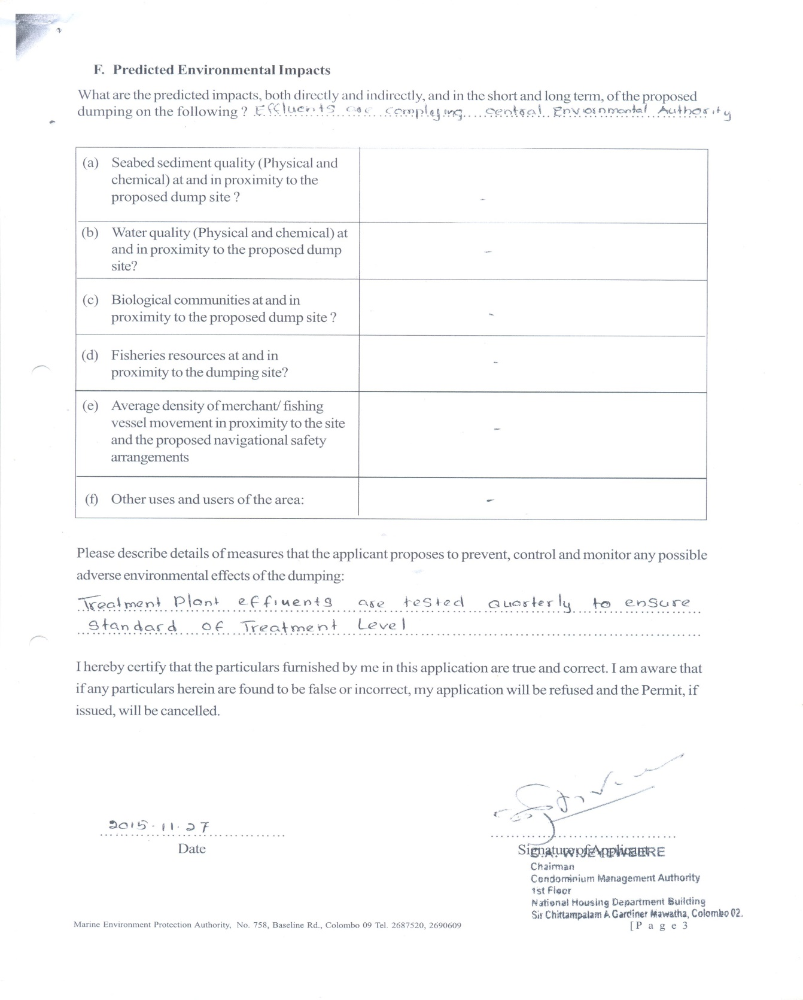 F. Predicted Environmental Impacts
What are the predicted impacts, both directly and indirectly, and in the short and long term, of the proposed
dumping on the following ? Effluents are complying central Enviornmental Authority
(a) Seabed sediment quality (Physical and
chemical) at and in proximity to the
proposed dump site ?
-
(b) Water quality (Physical and chemical) at
and in proximity to the proposed dump
site?
-
(c) Biological communities at and in
proximity to the proposed dump site ?
-
(d) Fisheries resources at and in
proximity to the dumping site?
-
(e) Average density of merchant/ fishing
vessel movement in proximity to the site
and the proposed navigational safety
arrangements
-
(f) Other uses and users of the area:
-
Please describe details of measures that the applicant proposes to prevent, control and monitor any possible
adverse environmental effects of the dumping:
Treatment Plant effluents are tested quarterly to ensure
Standard of Treatment Level
I hereby certify that the particulars furnished by me in this application are true and correct. I am aware that
if any particulars herein are found to be false or incorrect, my application will be refused and the Permit, if
issued, will be cancelled.
2015.11.27
Date
Signature of Applicant
Chairman
Condominium Management Authority
1st Floor
National Housing Department Building
Sir Chittampalam A Gardiner Mawatha, Colombo 02.
Marine Environment Protection Authority, No. 758, Baseline Rd., Colombo 09 Tel. 2687520, 2690609
[P a g e 3